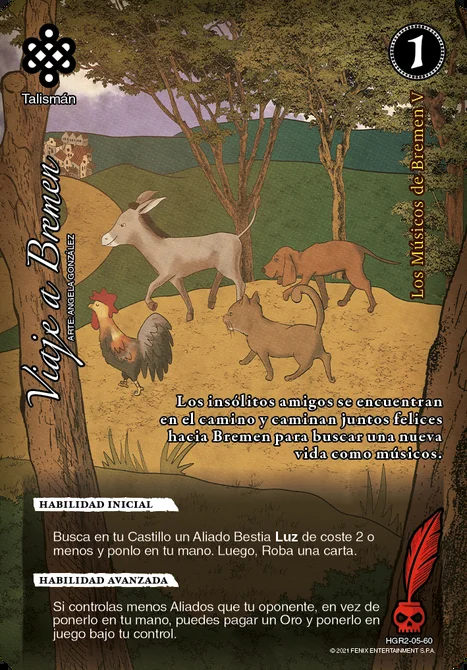 1
Talismán
Viaje a Bremen
ARTE: ANGELA GONZÁLEZ
Los Músicos de Bremen V
Los insólitos amigos se encuentran
en el camino y caminan juntos felices
hacia Bremen para buscar una nueva
vida como músicos.
HABILIDAD INICIAL
Busca en tu Castillo un Aliado Bestia Luz de coste 2 o
menos y ponlo en tu mano. Luego, Roba una carta.
HABILIDAD AVANZADA
Si controlas menos Aliados que tu oponente, en vez de
ponerlo en tu mano, puedes pagar un Oro y ponerlo en
juego bajo tu control.
HGR2-05-60
©2021 FENIX ENTERTAINMENT S.P.A.